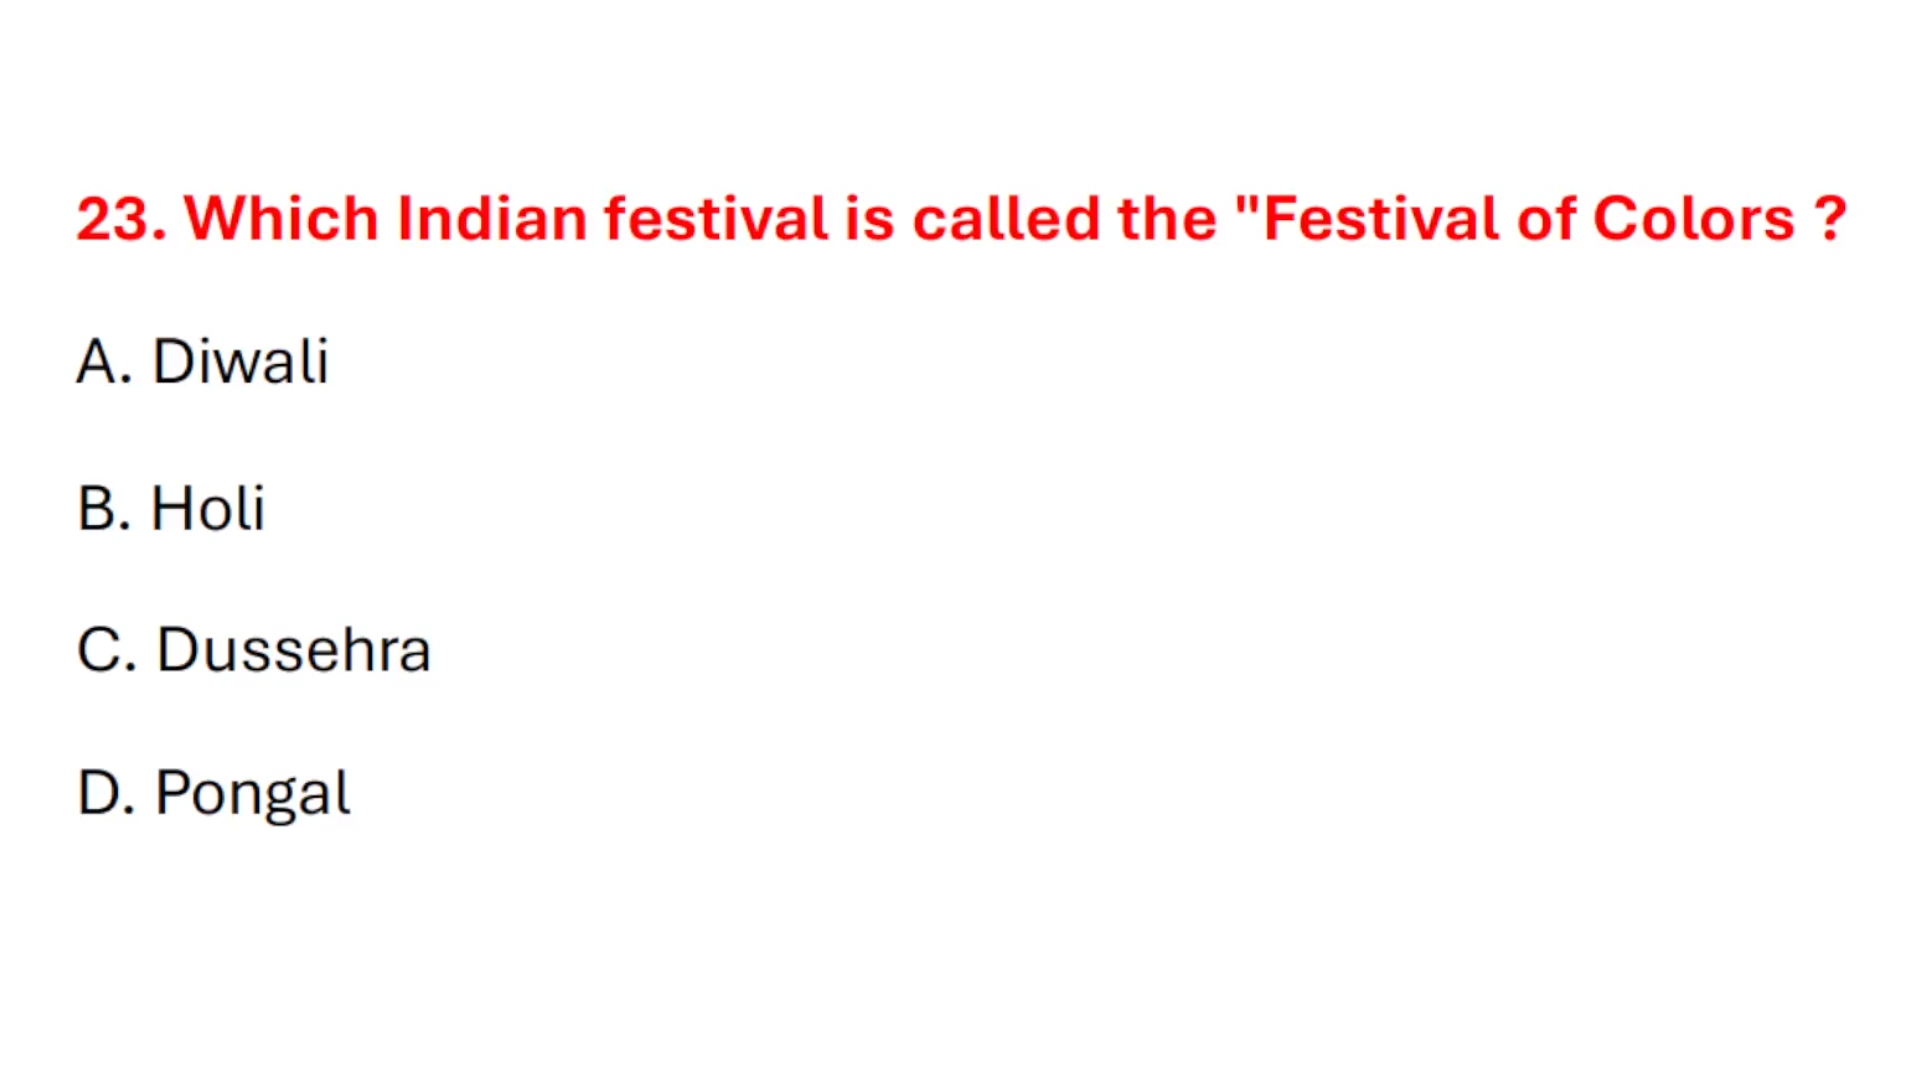 23. Which Indian festival is called the "Festival of Colors ?
A. Diwali
B. Holi
C. Dussehra
D. Pongal